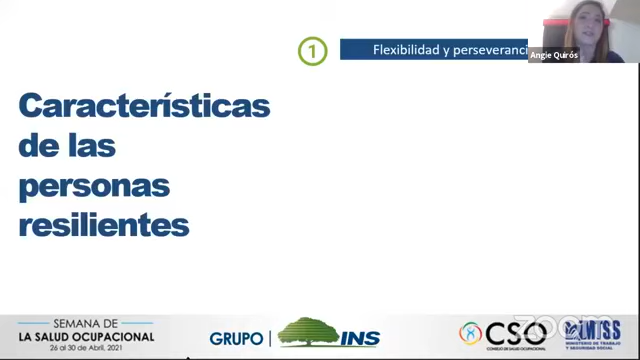 1
Flexibilidad y perseveranci
Angie Quirós
Características
de las
personas
resilientes
SEMANA DE
LA SALUD OCUPACIONAL
26 al 30 de Abril, 2021
GRUPO INS
CSO
CONSEJO DE SALUD OCUPACIONAL
MTSS
MINISTERIO DE TRABAJO
Y SEGURIDAD SOCIAL
zoom